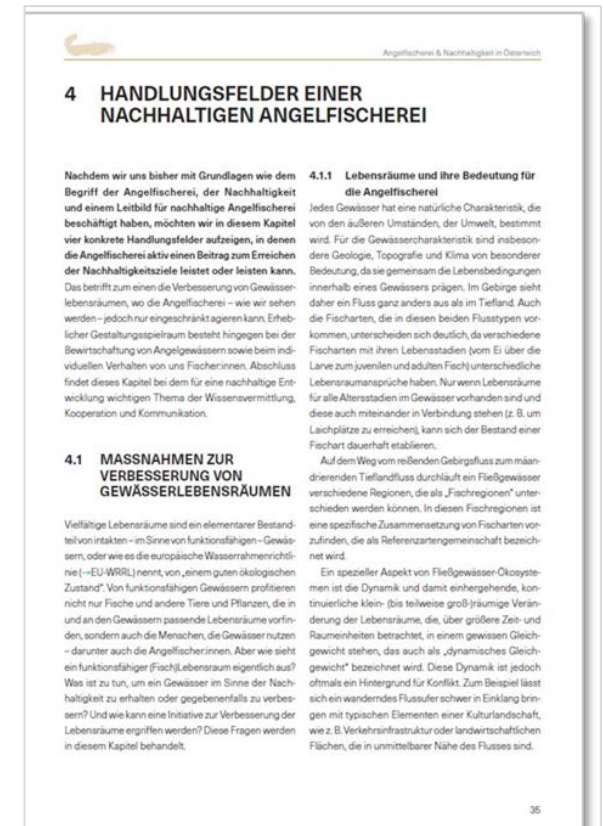 Angelfischerei & Nachhaltigkeit in Österreich
4 HANDLUNGSFELDER EINER
NACHHALTIGEN ANGELFISCHEREI
Nachdem wir uns bisher mit Grundlagen wie dem
Begriff der Angelfischerei, der Nachhaltigkeit
und einem Leitbild für nachhaltige Angelfischerei
beschäftigt haben, möchten wir in diesem Kapitel
vier konkrete Handlungsfelder aufzeigen, in denen
die Angelfischerei aktiv einen Beitrag zum Erreichen
der Nachhaltigkeitsziele leistet oder leisten kann.
Das betrifft zum einen die Verbesserung von Gewässer-
lebensräumen, wo die Angelfischerei – wie wir sehen
werden – jedoch nur eingeschränkt agieren kann. Erheb-
licher Gestaltungsspielraum besteht hingegen bei der
Bewirtschaftung von Angelgewässern sowie beim indi-
viduellen Verhalten von uns Fischer:innen. Abschluss
findet dieses Kapitel bei dem für eine nachhaltige Ent-
wicklung wichtigen Thema der Wissensvermittlung,
Kooperation und Kommunikation.
4.1 MASSNAHMEN ZUR
VERBESSERUNG VON
GEWÄSSERLEBENSRÄUMEN
Vielfältige Lebensräume sind ein elementarer Bestand-
teil von intakten – im Sinne von funktionsfähigen – Gewäs-
sern, oder wie es die europäische Wasserrahmenrichtli-
nie (→EU-WRRL) nennt, von „einem guten ökologischen
Zustand“. Von funktionsfähigen Gewässern profitieren
nicht nur Fische und andere Tiere und Pflanzen, die in
und an den Gewässern passende Lebensräume vorfin-
den, sondern auch die Menschen, die Gewässer nutzen
– darunter auch die Angelfischer:innen. Aber wie sieht
ein funktionsfähiger (Fisch)Lebensraum eigentlich aus?
Was ist zu tun, um ein Gewässer im Sinne der Nach-
haltigkeit zu erhalten oder gegebenenfalls zu verbes-
sern? Und wie kann eine Initiative zur Verbesserung der
Lebensräume ergriffen werden? Diese Fragen werden
in diesem Kapitel behandelt.
4.1.1 Lebensräume und ihre Bedeutung für
die Angelfischerei
Jedes Gewässer hat eine natürliche Charakteristik, die
von den äußeren Umständen, der Umwelt, bestimmt
wird. Für die Gewässercharakteristik sind insbeson-
dere Geologie, Topografie und Klima von besonderer
Bedeutung, da sie gemeinsam die Lebensbedingungen
innerhalb eines Gewässers prägen. Im Gebirge sieht
daher ein Fluss ganz anders aus als im Tiefland. Auch
die Fischarten, die in diesen beiden Flusstypen vor-
kommen, unterscheiden sich deutlich, da verschiedene
Fischarten mit ihren Lebensstadien (vom Ei über die
Larve zum juvenilen und adulten Fisch) unterschiedliche
Lebensraumansprüche haben. Nur wenn Lebensräume
für alle Altersstadien im Gewässer vorhanden sind und
diese auch miteinander in Verbindung stehen (z. B. um
Laichplätze zu erreichen), kann sich der Bestand einer
Fischart dauerhaft etablieren.
Auf dem Weg vom reißenden Gebirgsfluss zum mäan-
drierenden Tieflandfluss durchläuft ein Fließgewässer
verschiedene Regionen, die als „Fischregionen“ unter-
schieden werden können. In diesen Fischregionen ist
eine spezifische Zusammensetzung von Fischarten vor-
zufinden, die als Referenzartengemeinschaft bezeich-
net wird.
Ein spezieller Aspekt von Fließgewässer-Ökosyste-
men ist die Dynamik und damit einhergehende, kon-
tinuierliche klein- (bis teilweise groß-)räumige Verän-
derung der Lebensräume, die, über größere Zeit- und
Raumeinheiten betrachtet, in einem gewissen Gleich-
gewicht stehen, das auch als „dynamisches Gleich-
gewicht“ bezeichnet wird. Diese Dynamik ist jedoch
oftmals ein Hintergrund für Konflikt. Zum Beispiel lässt
sich ein wanderndes Flussufer schwer in Einklang brin-
gen mit typischen Elementen einer Kulturlandschaft,
wie z. B. Verkehrsinfrastruktur oder landwirtschaftlichen
Flächen, die in unmittelbarer Nähe des Flusses sind.
35